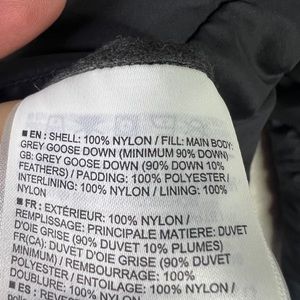 ■ EN : SHELL: 100% NYLON / FILL: MAIN BODY:
GREY GOOSE DOWN (MINIMUM 90% DOWN)
GB: GREY GOOSE DOWN (90% DOWN 10%
FEATHERS) / PADDING: 100% POLYESTER /
INTERLINING: 100% NYLON / LINING: 100%
NYLON
■ FR : EXTÉRIEUR: 100% NYLON /
REMPLISSAGE: PRINCIPALE MATIERE: DUVET
D'OIE GRISE (90% DUVET 10% PLUMES)
FR(CA): DUVET D'OIE GRISE (90% DUVET
MINIMUM) / REMBOURRAGE: 100%
POLYESTER / ENTOILAGE: 100% NYLON /
DOUBLURE: 100% NYLON
■ ES :